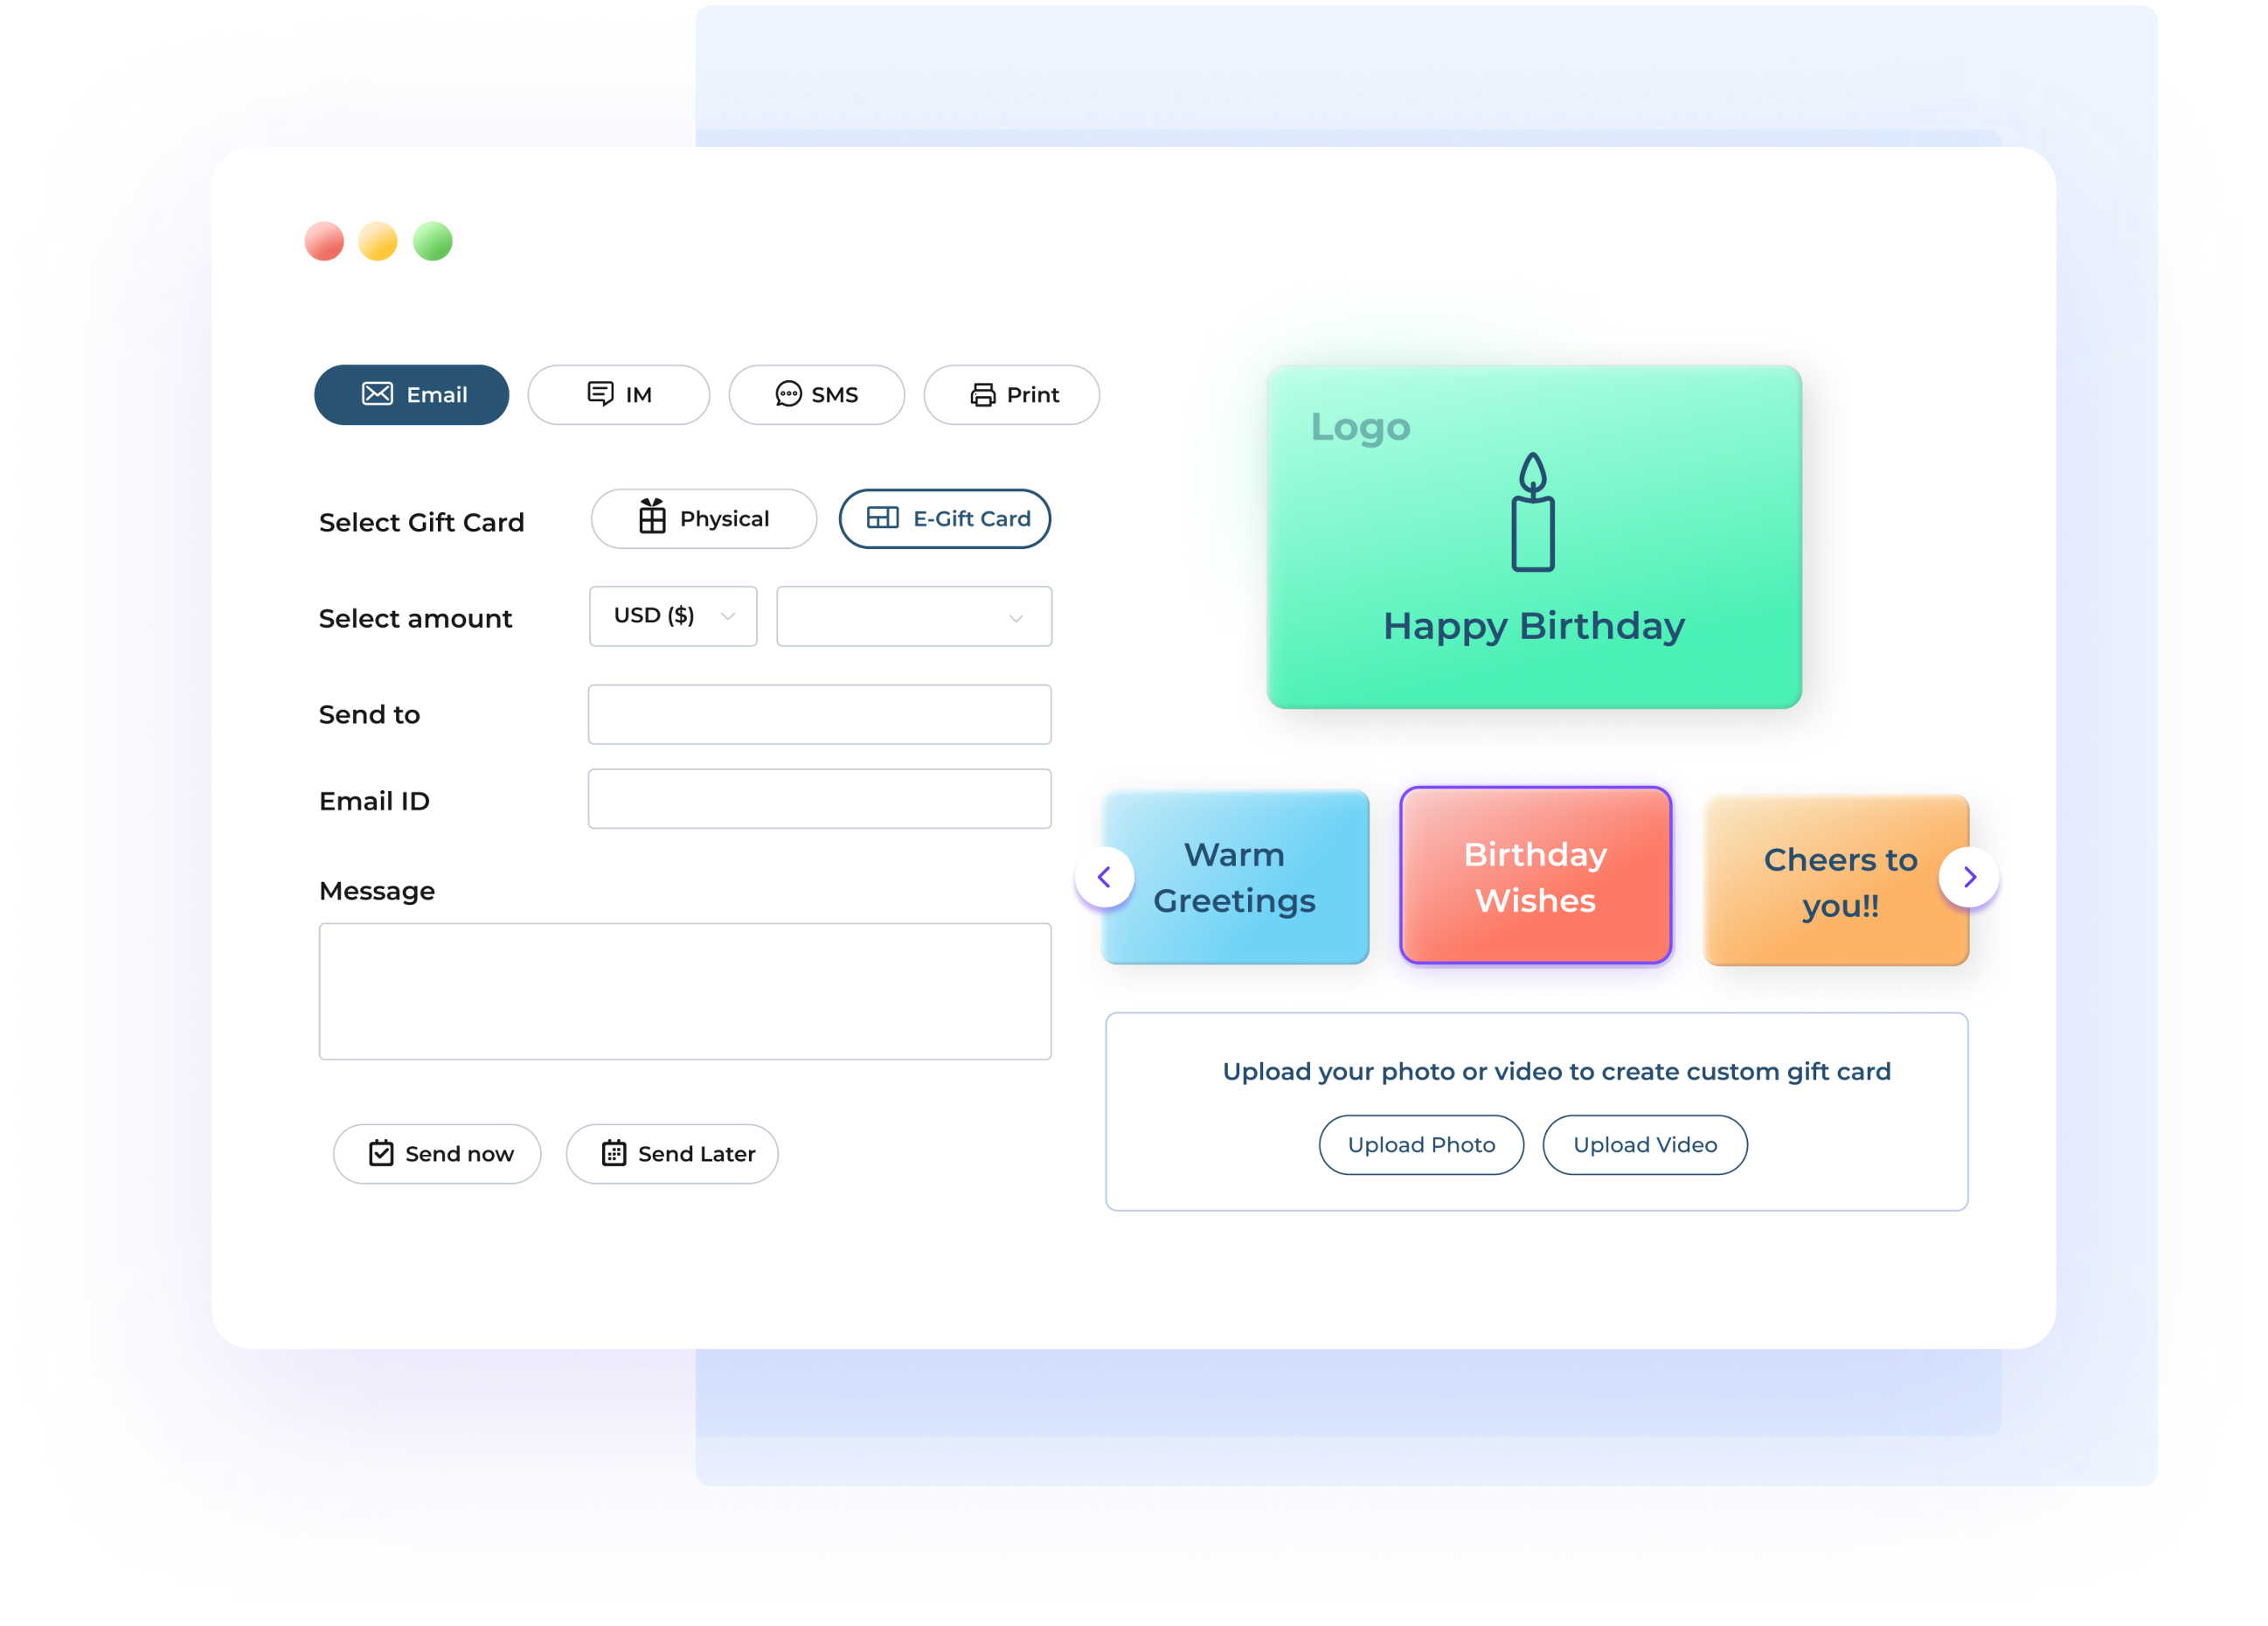 Email
IM
SMS
Print
Select Gift Card
Physical
E-Gift Card
Select amount
USD ($)
Send to
Email ID
Message
Send now
Send Later
Logo
Happy Birthday
Warm
Greetings
Birthday
Wishes
Cheers to
you!!
Upload your photo or video to create custom gift card
Upload Photo
Upload Video